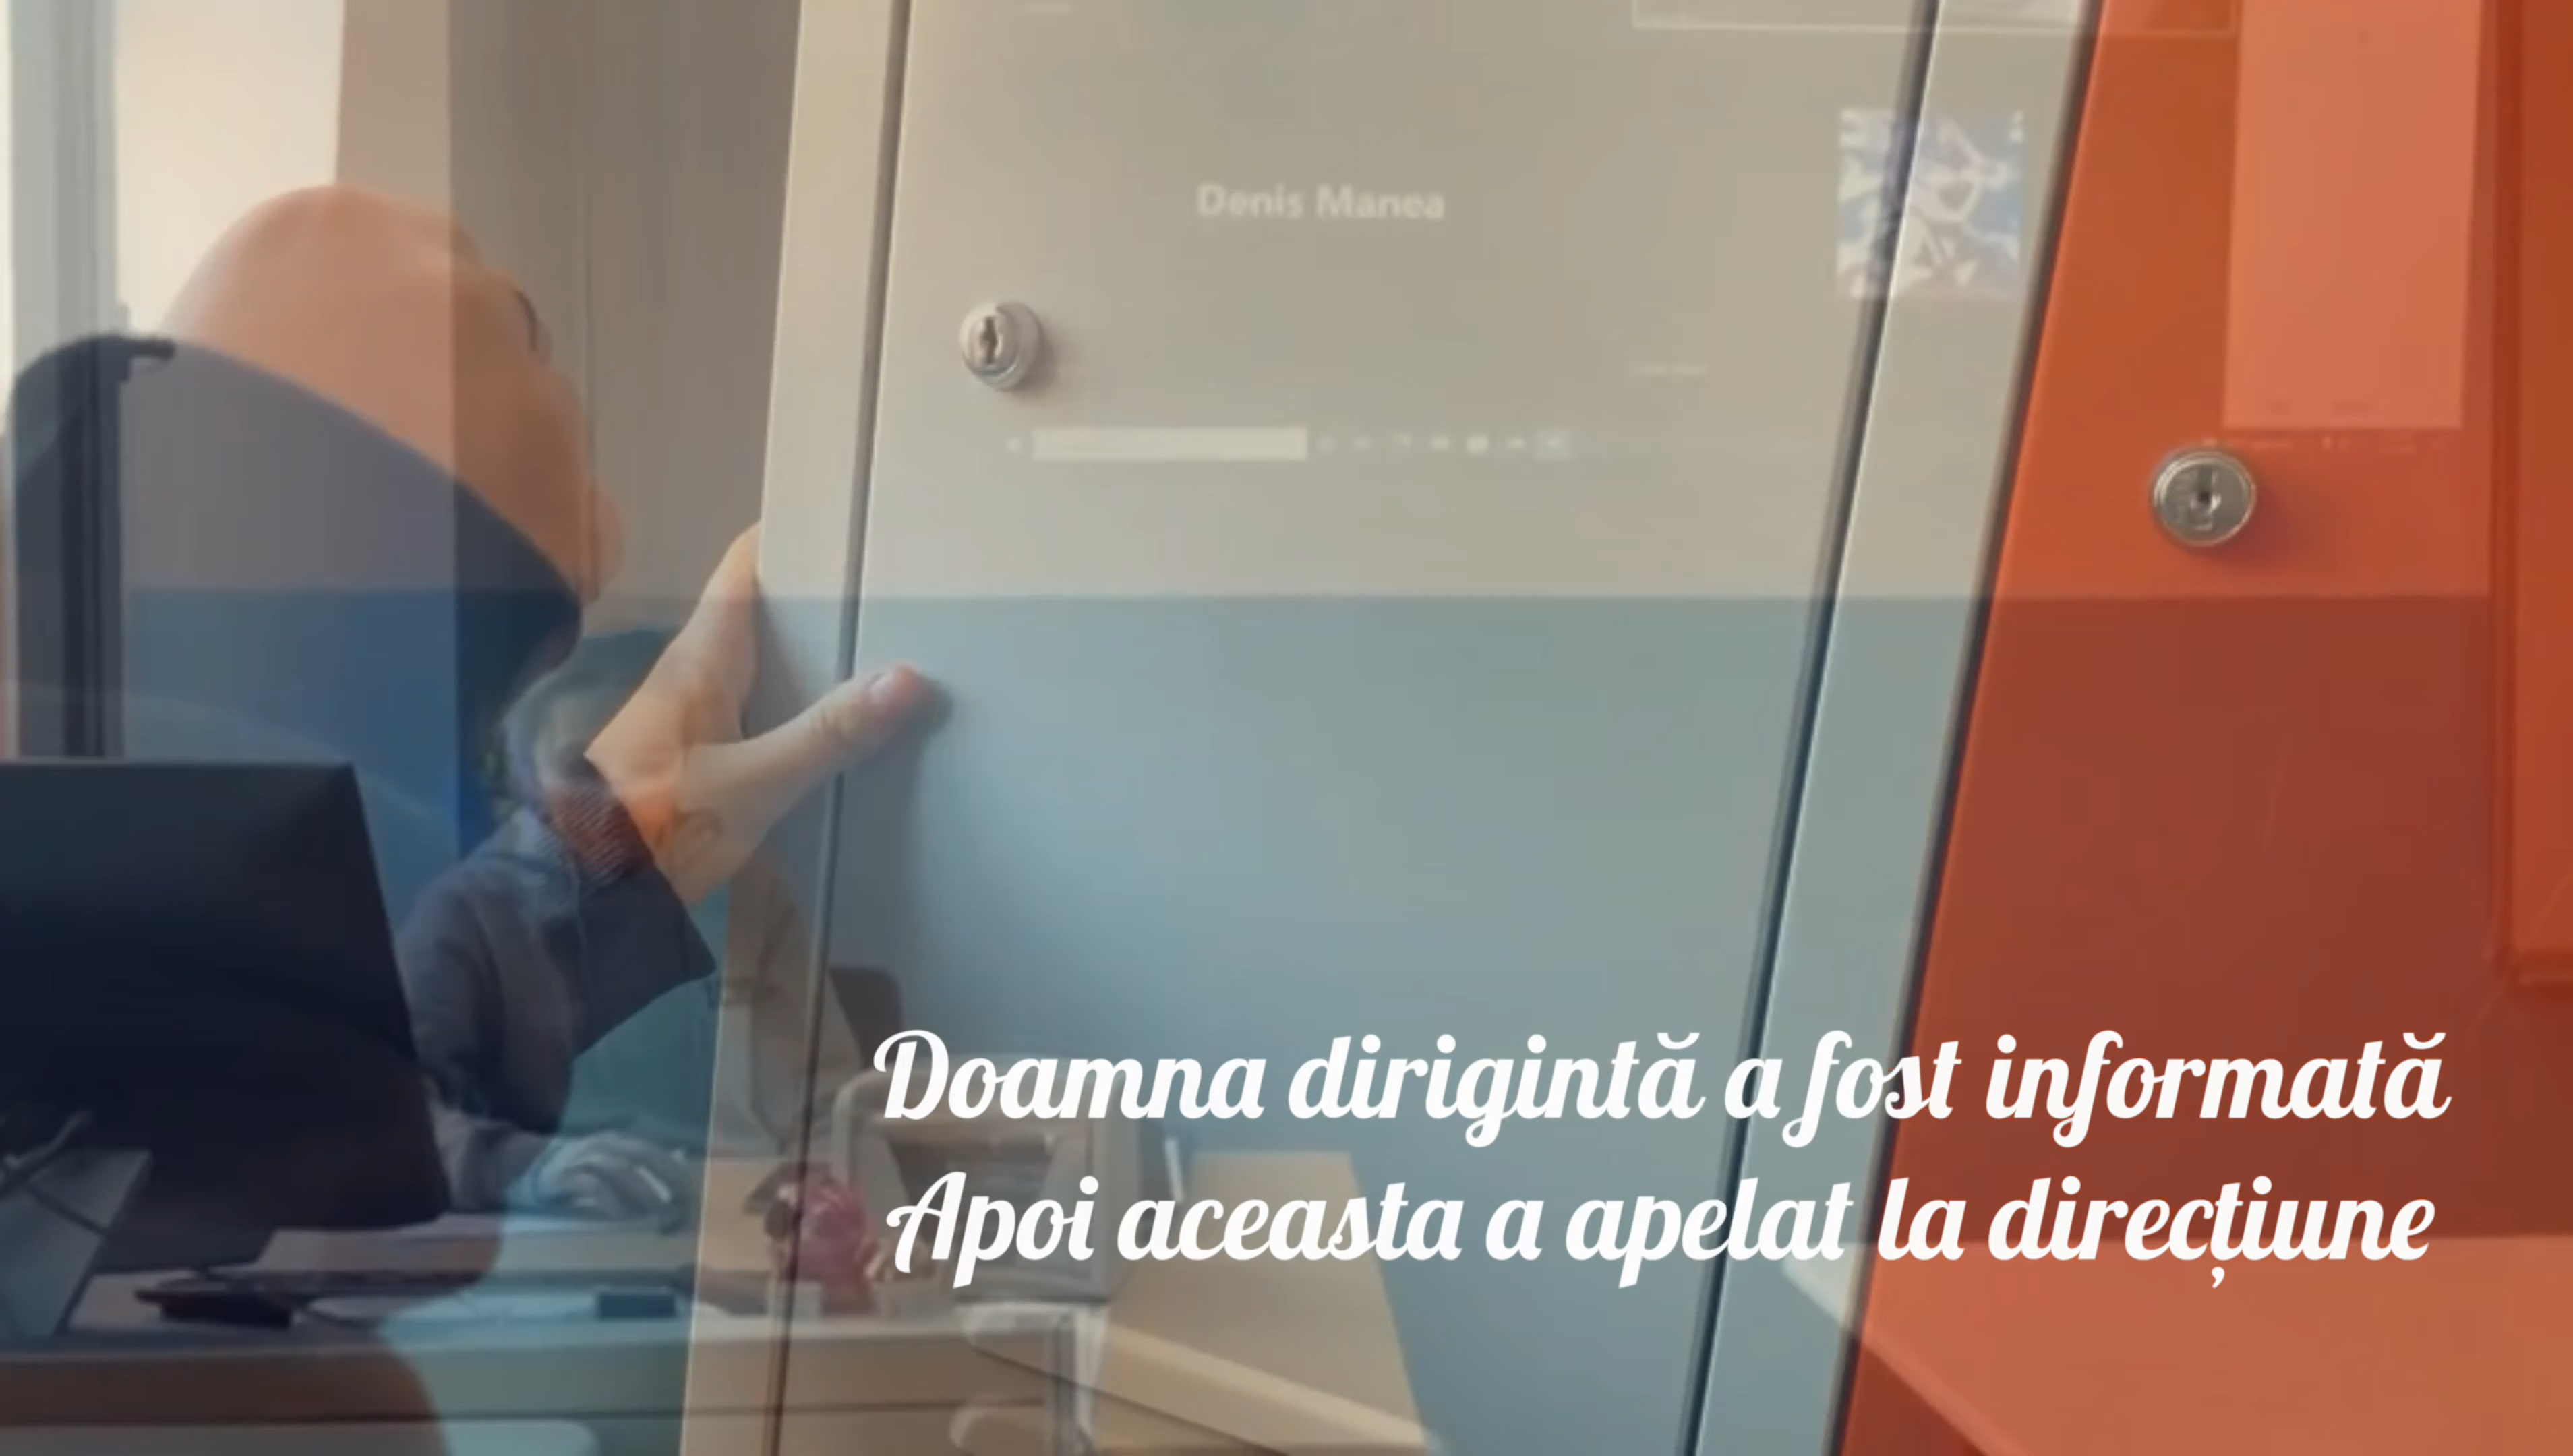 Denis Manea
Doamna dirigintă a fost informată
Apoi aceasta a apelat la direcțiune